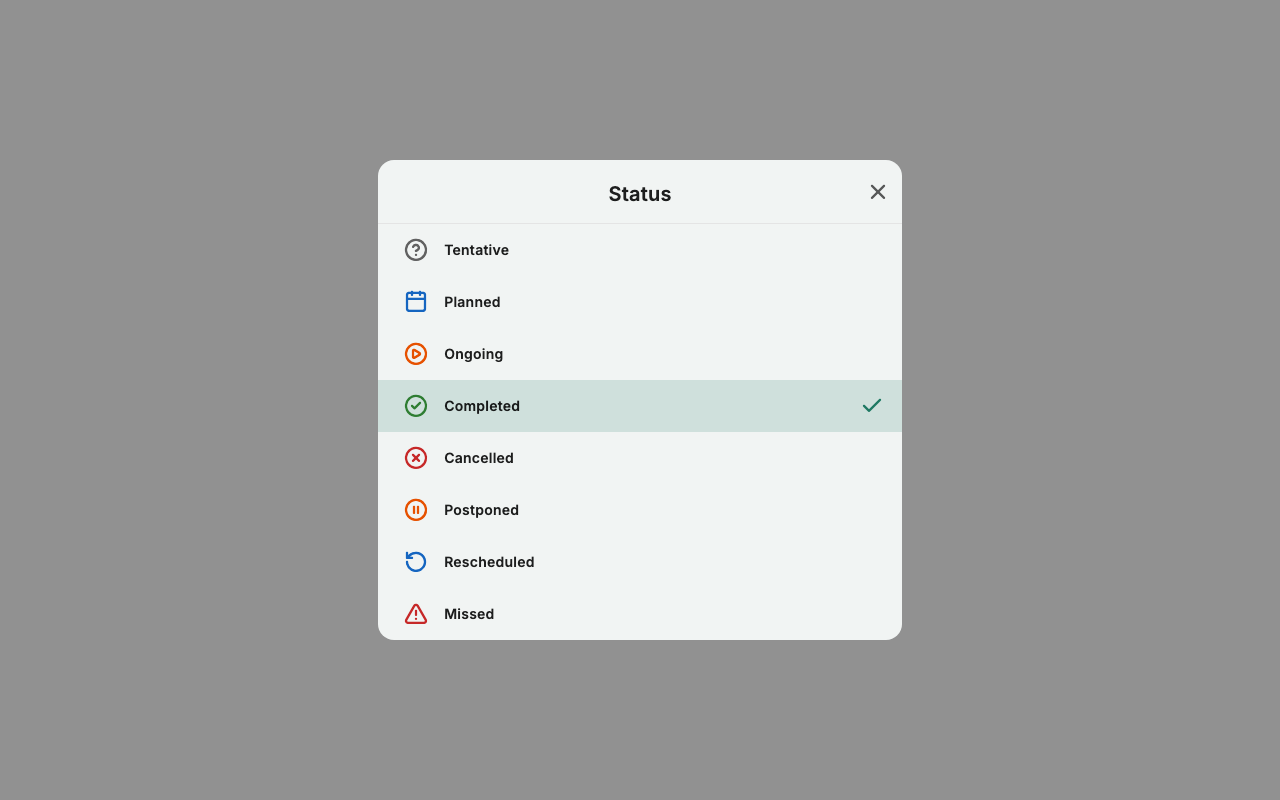 Status
Tentative
Planned
Ongoing
Completed
Cancelled
Postponed
Rescheduled
Missed